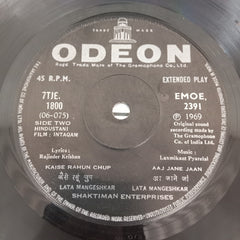 TRADE MARK
ODEON
Regd. Trade Mark of The Gramophone Co. Ltd.
45 R.P.M.
EXTENDED PLAY
7TJE.
1800
(06-075)
SIDE TWO
HINDUSTANI
FILM: INTAQAM
EMOE.
2391
℗ 1969
Original sound
recording made by
the Gramophone
Co. of India Ltd.
Lyrics:
Rajinder Krishan
Music:
Laxmikant Pyarelal
KAISE RAHUN CHUP
AAJ JANE JAAN
कैसे रहूं चुप
आ जाने जां
LATA MANGESHKAR
LATA MANGESHKAR
SHAKTIMAN ENTERPRISES